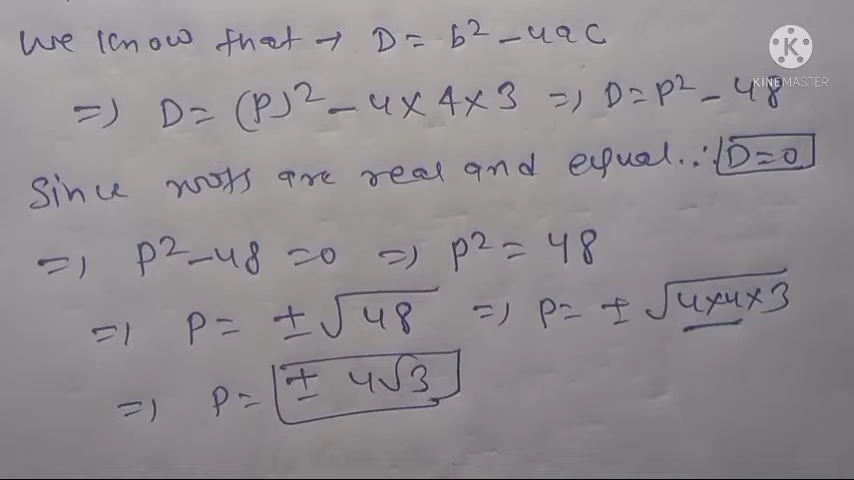 We know that → D = b² - 4ac
K
KINEMASTER
=) D = (P)² - 4 × 4 × 3 =) D = P² - 48
Since roots are real and equal. ∴ D = 0
=) P² - 48 = 0 =) P² = 48
=) P = ± √48 =) P = ± √4×4×3
=) P = ± 4√3